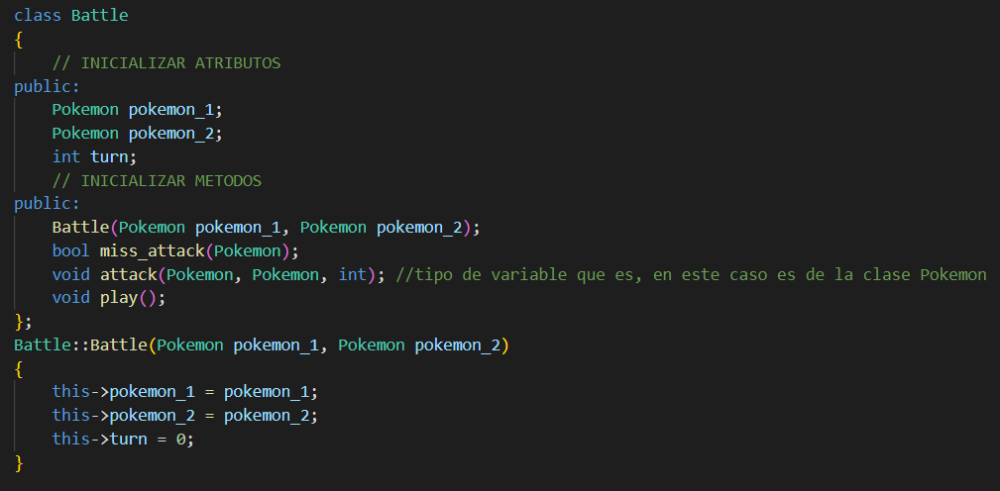 class Battle
{
    // INICIALIZAR ATRIBUTOS
public:
    Pokemon pokemon_1;
    Pokemon pokemon_2;
    int turn;
    // INICIALIZAR METODOS
public:
    Battle(Pokemon pokemon_1, Pokemon pokemon_2);
    bool miss_attack(Pokemon);
    void attack(Pokemon, Pokemon, int); //tipo de variable que es, en este caso es de la clase Pokemon
    void play();
};
Battle::Battle(Pokemon pokemon_1, Pokemon pokemon_2)
{
    this->pokemon_1 = pokemon_1;
    this->pokemon_2 = pokemon_2;
    this->turn = 0;
}